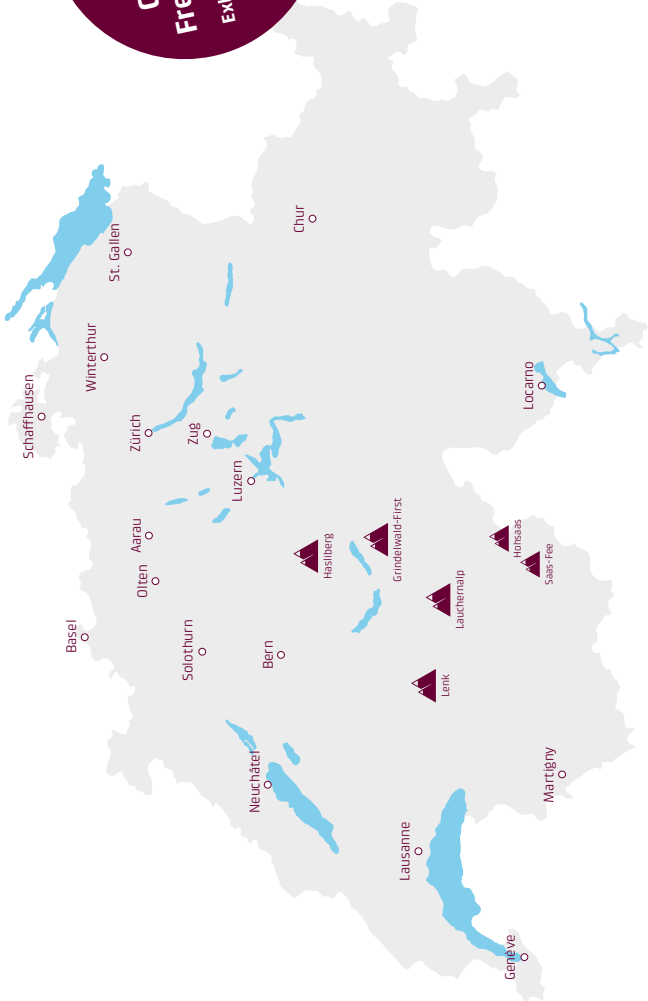 Schaffhausen
Basel
Winterthur
St. Gallen
Aarau
Zürich
Olten
Fre
Solothurn
Zug
Luzern
Neuchâtel
Bern
Chur
Hasliberg
Grindelwald-First
Lausanne
Lenk
Lauchernalp
Genève
Hohsaas
Locarno
Martigny
Saas-Fee